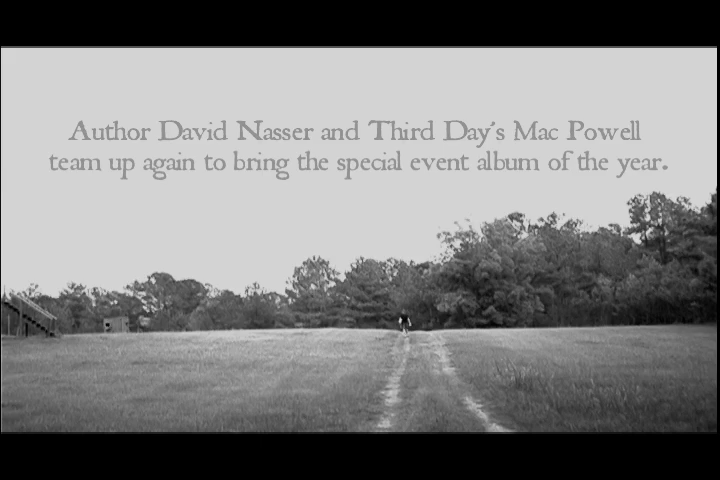 Author David Nasser and Third Day's Mac Powell
team up again to bring the special event album of the year.